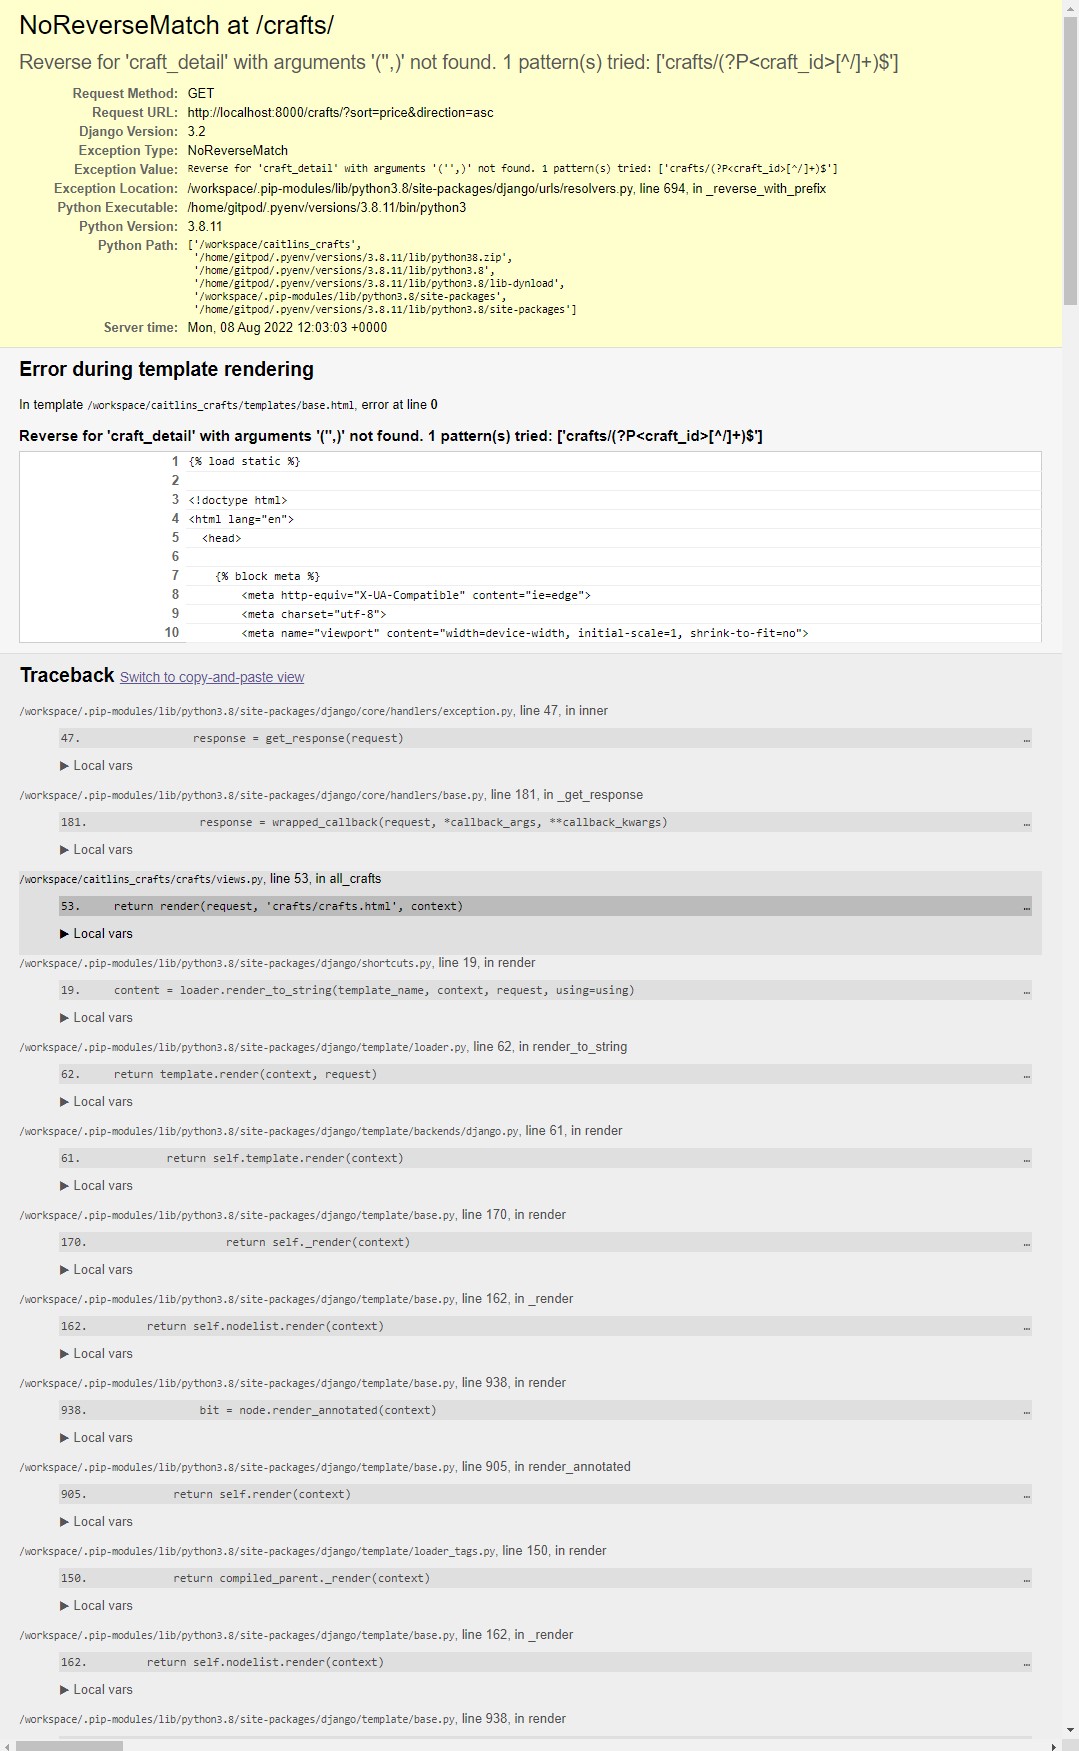 NoReverseMatch at /crafts/
Reverse for 'craft_detail' with arguments '('',)' not found. 1 pattern(s) tried: ['crafts/(?P<craft_id>[^/]+)$']
Request Method: GET
Request URL: http://localhost:8000/crafts/?sort=price&direction=asc
Django Version: 3.2
Exception Type: NoReverseMatch
Exception Value: Reverse for 'craft_detail' with arguments '('',)' not found. 1 pattern(s) tried: ['crafts/(?P<craft_id>[^/]+)$']
Exception Location: /workspace/.pip-modules/lib/python3.8/site-packages/django/urls/resolvers.py, line 694, in _reverse_with_prefix
Python Executable: /home/gitpod/.pyenv/versions/3.8.11/bin/python3
Python Version: 3.8.11
Python Path: ['/workspace/caitlins_crafts',
'/home/gitpod/.pyenv/versions/3.8.11/lib/python38.zip',
'/home/gitpod/.pyenv/versions/3.8.11/lib/python3.8',
'/home/gitpod/.pyenv/versions/3.8.11/lib/python3.8/lib-dynload',
'/workspace/.pip-modules/lib/python3.8/site-packages',
'/home/gitpod/.pyenv/versions/3.8.11/lib/python3.8/site-packages']
Server time: Mon, 08 Aug 2022 12:03:03 +0000
Error during template rendering
In template /workspace/caitlins_crafts/templates/base.html, error at line 0
Reverse for 'craft_detail' with arguments '('',)' not found. 1 pattern(s) tried: ['crafts/(?P<craft_id>[^/]+)$']
1 {% load static %}
2
3 <!doctype html>
4 <html lang="en">
5 <head>
6
7 {% block meta %}
8 <meta http-equiv="X-UA-Compatible" content="ie=edge">
9 <meta charset="utf-8">
10 <meta name="viewport" content="width=device-width, initial-scale=1, shrink-to-fit=no">
Traceback Switch to copy-and-paste view
/workspace/.pip-modules/lib/python3.8/site-packages/django/core/handlers/exception.py, line 47, in inner
47. response = get_response(request) …
▶ Local vars
/workspace/.pip-modules/lib/python3.8/site-packages/django/core/handlers/base.py, line 181, in _get_response
181. response = wrapped_callback(request, *callback_args, **callback_kwargs) …
▶ Local vars
/workspace/caitlins_crafts/crafts/views.py, line 53, in all_crafts
53. return render(request, 'crafts/crafts.html', context) …
▶ Local vars
/workspace/.pip-modules/lib/python3.8/site-packages/django/shortcuts.py, line 19, in render
19. content = loader.render_to_string(template_name, context, request, using=using) …
▶ Local vars
/workspace/.pip-modules/lib/python3.8/site-packages/django/template/loader.py, line 62, in render_to_string
62. return template.render(context, request) …
▶ Local vars
/workspace/.pip-modules/lib/python3.8/site-packages/django/template/backends/django.py, line 61, in render
61. return self.template.render(context) …
▶ Local vars
/workspace/.pip-modules/lib/python3.8/site-packages/django/template/base.py, line 170, in render
170. return self._render(context) …
▶ Local vars
/workspace/.pip-modules/lib/python3.8/site-packages/django/template/base.py, line 162, in _render
162. return self.nodelist.render(context) …
▶ Local vars
/workspace/.pip-modules/lib/python3.8/site-packages/django/template/base.py, line 938, in render
938. bit = node.render_annotated(context) …
▶ Local vars
/workspace/.pip-modules/lib/python3.8/site-packages/django/template/base.py, line 905, in render_annotated
905. return self.render(context) …
▶ Local vars
/workspace/.pip-modules/lib/python3.8/site-packages/django/template/loader_tags.py, line 150, in render
150. return compiled_parent._render(context) …
▶ Local vars
/workspace/.pip-modules/lib/python3.8/site-packages/django/template/base.py, line 162, in _render
162. return self.nodelist.render(context) …
▶ Local vars
/workspace/.pip-modules/lib/python3.8/site-packages/django/template/base.py, line 938, in render